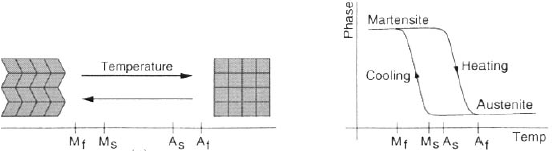 Temperature
Mf Ms As Af
Phase
Martensite
Cooling
Heating
Austenite
Mf Ms As Af Temp